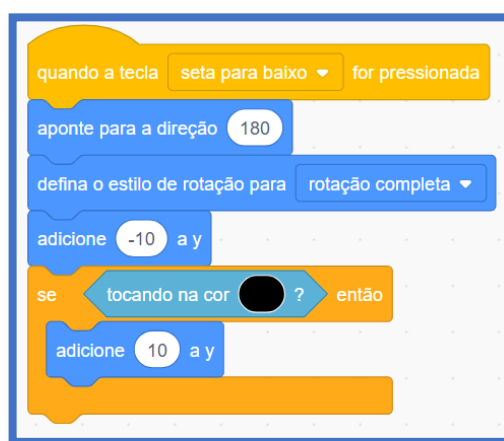 quando a tecla seta para baixo for pressionada
aponte para a direção 180
defina o estilo de rotação para rotação completa
adicione -10 a y
se tocando na cor ? então
adicione 10 a y